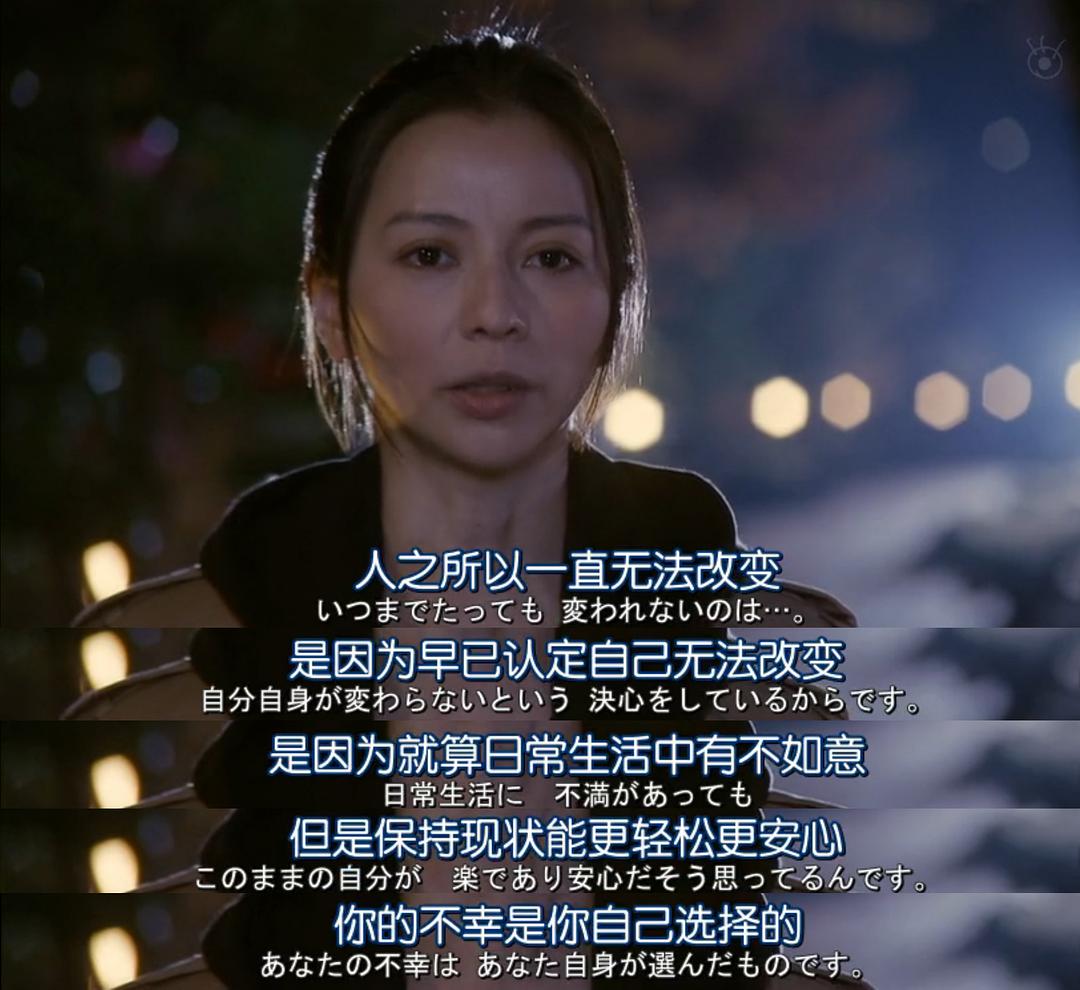 人之所以一直无法改变
いつまでたっても 変われないのは…。
是因为早已认定自己无法改变
自分自身が変わらないという 決心をしているからです。
是因为就算日常生活中有不如意
日常生活に 不満があっても
但是保持现状能更轻松更安心
このままの自分が 楽であり安心だそう思ってるんです。
你的不幸是你自己选择的
あなたの不幸は あなた自身が選んだものです。